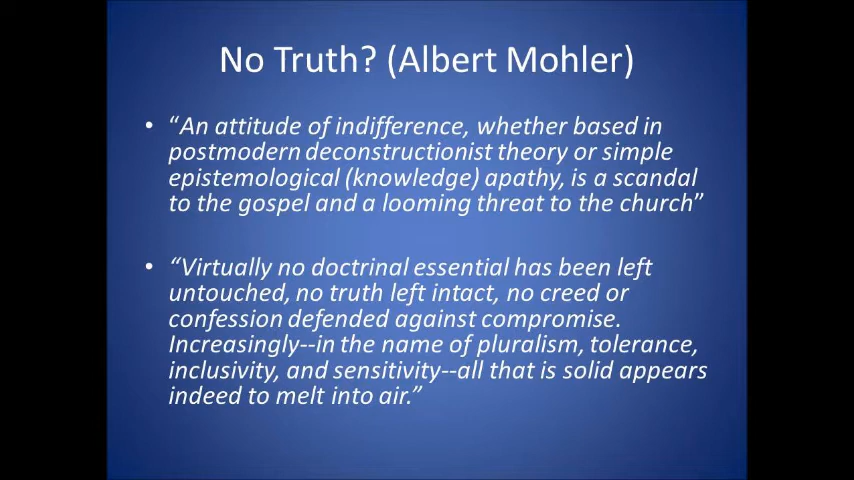 No Truth? (Albert Mohler)
• “An attitude of indifference, whether based in
postmodern deconstructionist theory or simple
epistemological (knowledge) apathy, is a scandal
to the gospel and a looming threat to the church”
• “Virtually no doctrinal essential has been left
untouched, no truth left intact, no creed or
confession defended against compromise.
Increasingly--in the name of pluralism, tolerance,
inclusivity, and sensitivity--all that is solid appears
indeed to melt into air.”